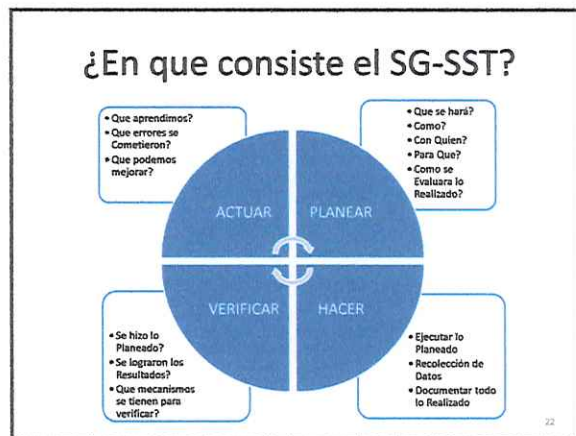 ¿En que consiste el SG-SST?
• Que aprendimos?
• Que errores se
Cometieron?
• Que podemos
mejorar?
• Que se hará?
• Como?
• Con Quien?
• Para Que?
• Como se
Evaluara lo
Realizado?
ACTUAR
PLANEAR
VERIFICAR
HACER
• Se hizo lo
Planeado?
• Se lograron los
Resultados?
• Que mecanismos
se tienen para
verificar?
• Ejecutar lo
Planeado
• Recolección de
Datos
• Documentar todo
lo Realizado
22